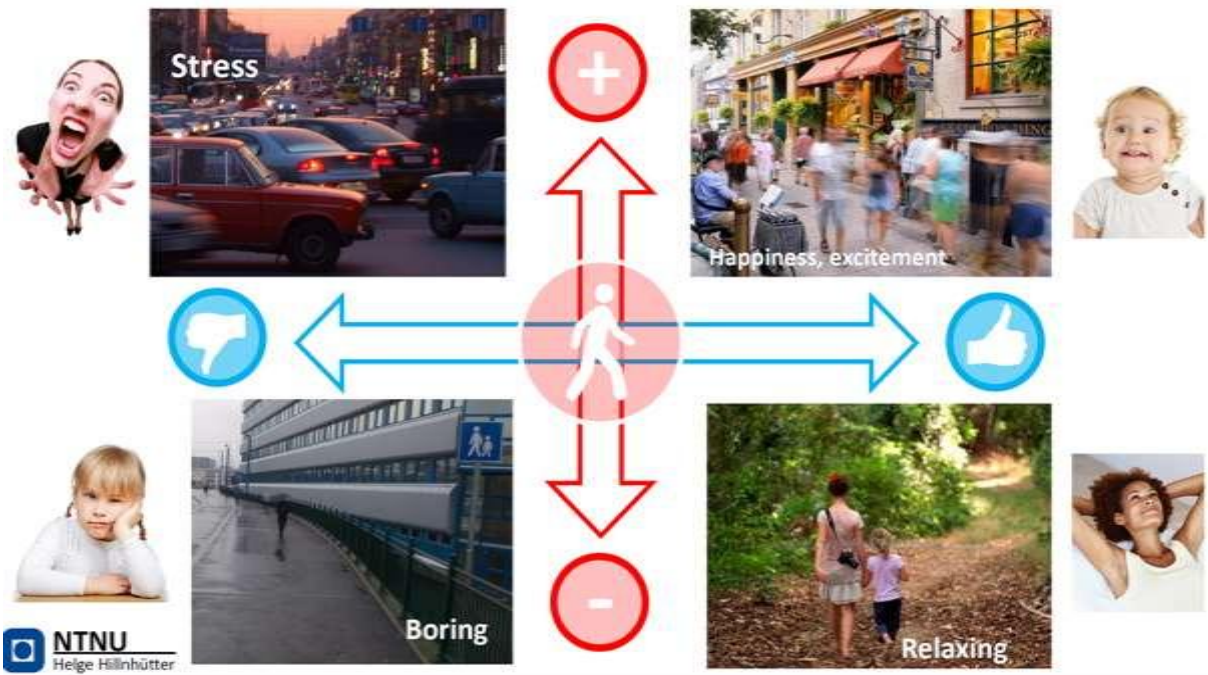 Stress
Happiness, excitement
Boring
Relaxing
+
-
NTNU
Helge Hillnhütter